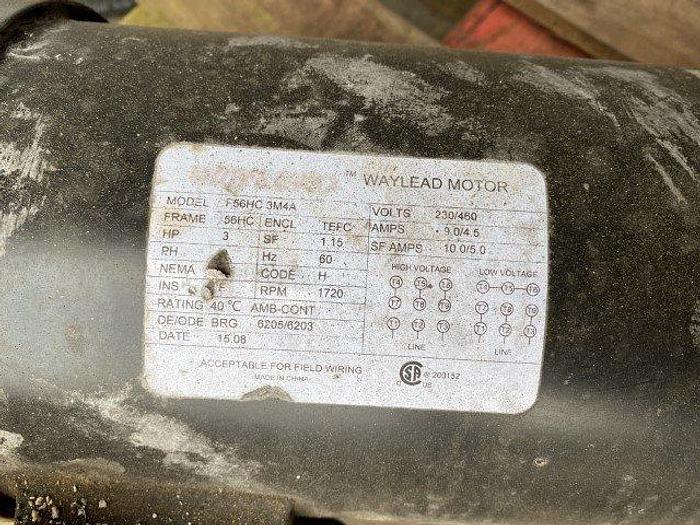 ™ WAYLEAD MOTOR
MODEL F56HC 3M4A
FRAME 56HC ENCL TEFC
HP 3 SF 1.15
PH Hz 60
NEMA CODE H
INS F RPM 1720
RATING 40℃ AMB-CONT
DE/ODE BRG 6205/6203
DATE 15.08
VOLTS 230/460
AMPS 9.0/4.5
SF AMPS 10.0/5.0
HIGH VOLTAGE LOW VOLTAGE
T4 T5 T6 T4 T5 T6
T7 T8 T9 T7 T8 T9
T1 T2 T3 T1 T2 T3
LINE LINE
ACCEPTABLE FOR FIELD WIRING
MADE IN CHINA
C SA US ® 203152